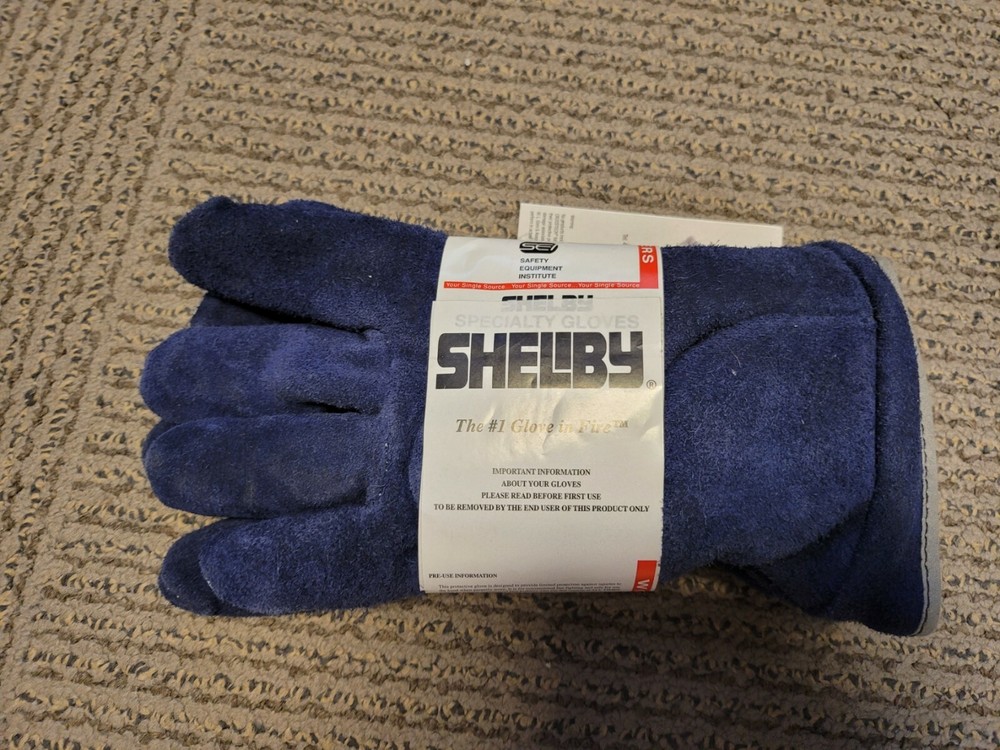 SEI
SAFETY
EQUIPMENT
INSTITUTE
RS
Your Single Source . . Your Single Source . . Your Single Source . .
SHELBY
SPECIALTY GLOVES
SHELBY®
The #1 Glove in Fire™
IMPORTANT INFORMATION
ABOUT YOUR GLOVES
PLEASE READ BEFORE FIRST USE
TO BE REMOVED BY THE END USER OF THIS PRODUCT ONLY
PRE-USE INFORMATION
W